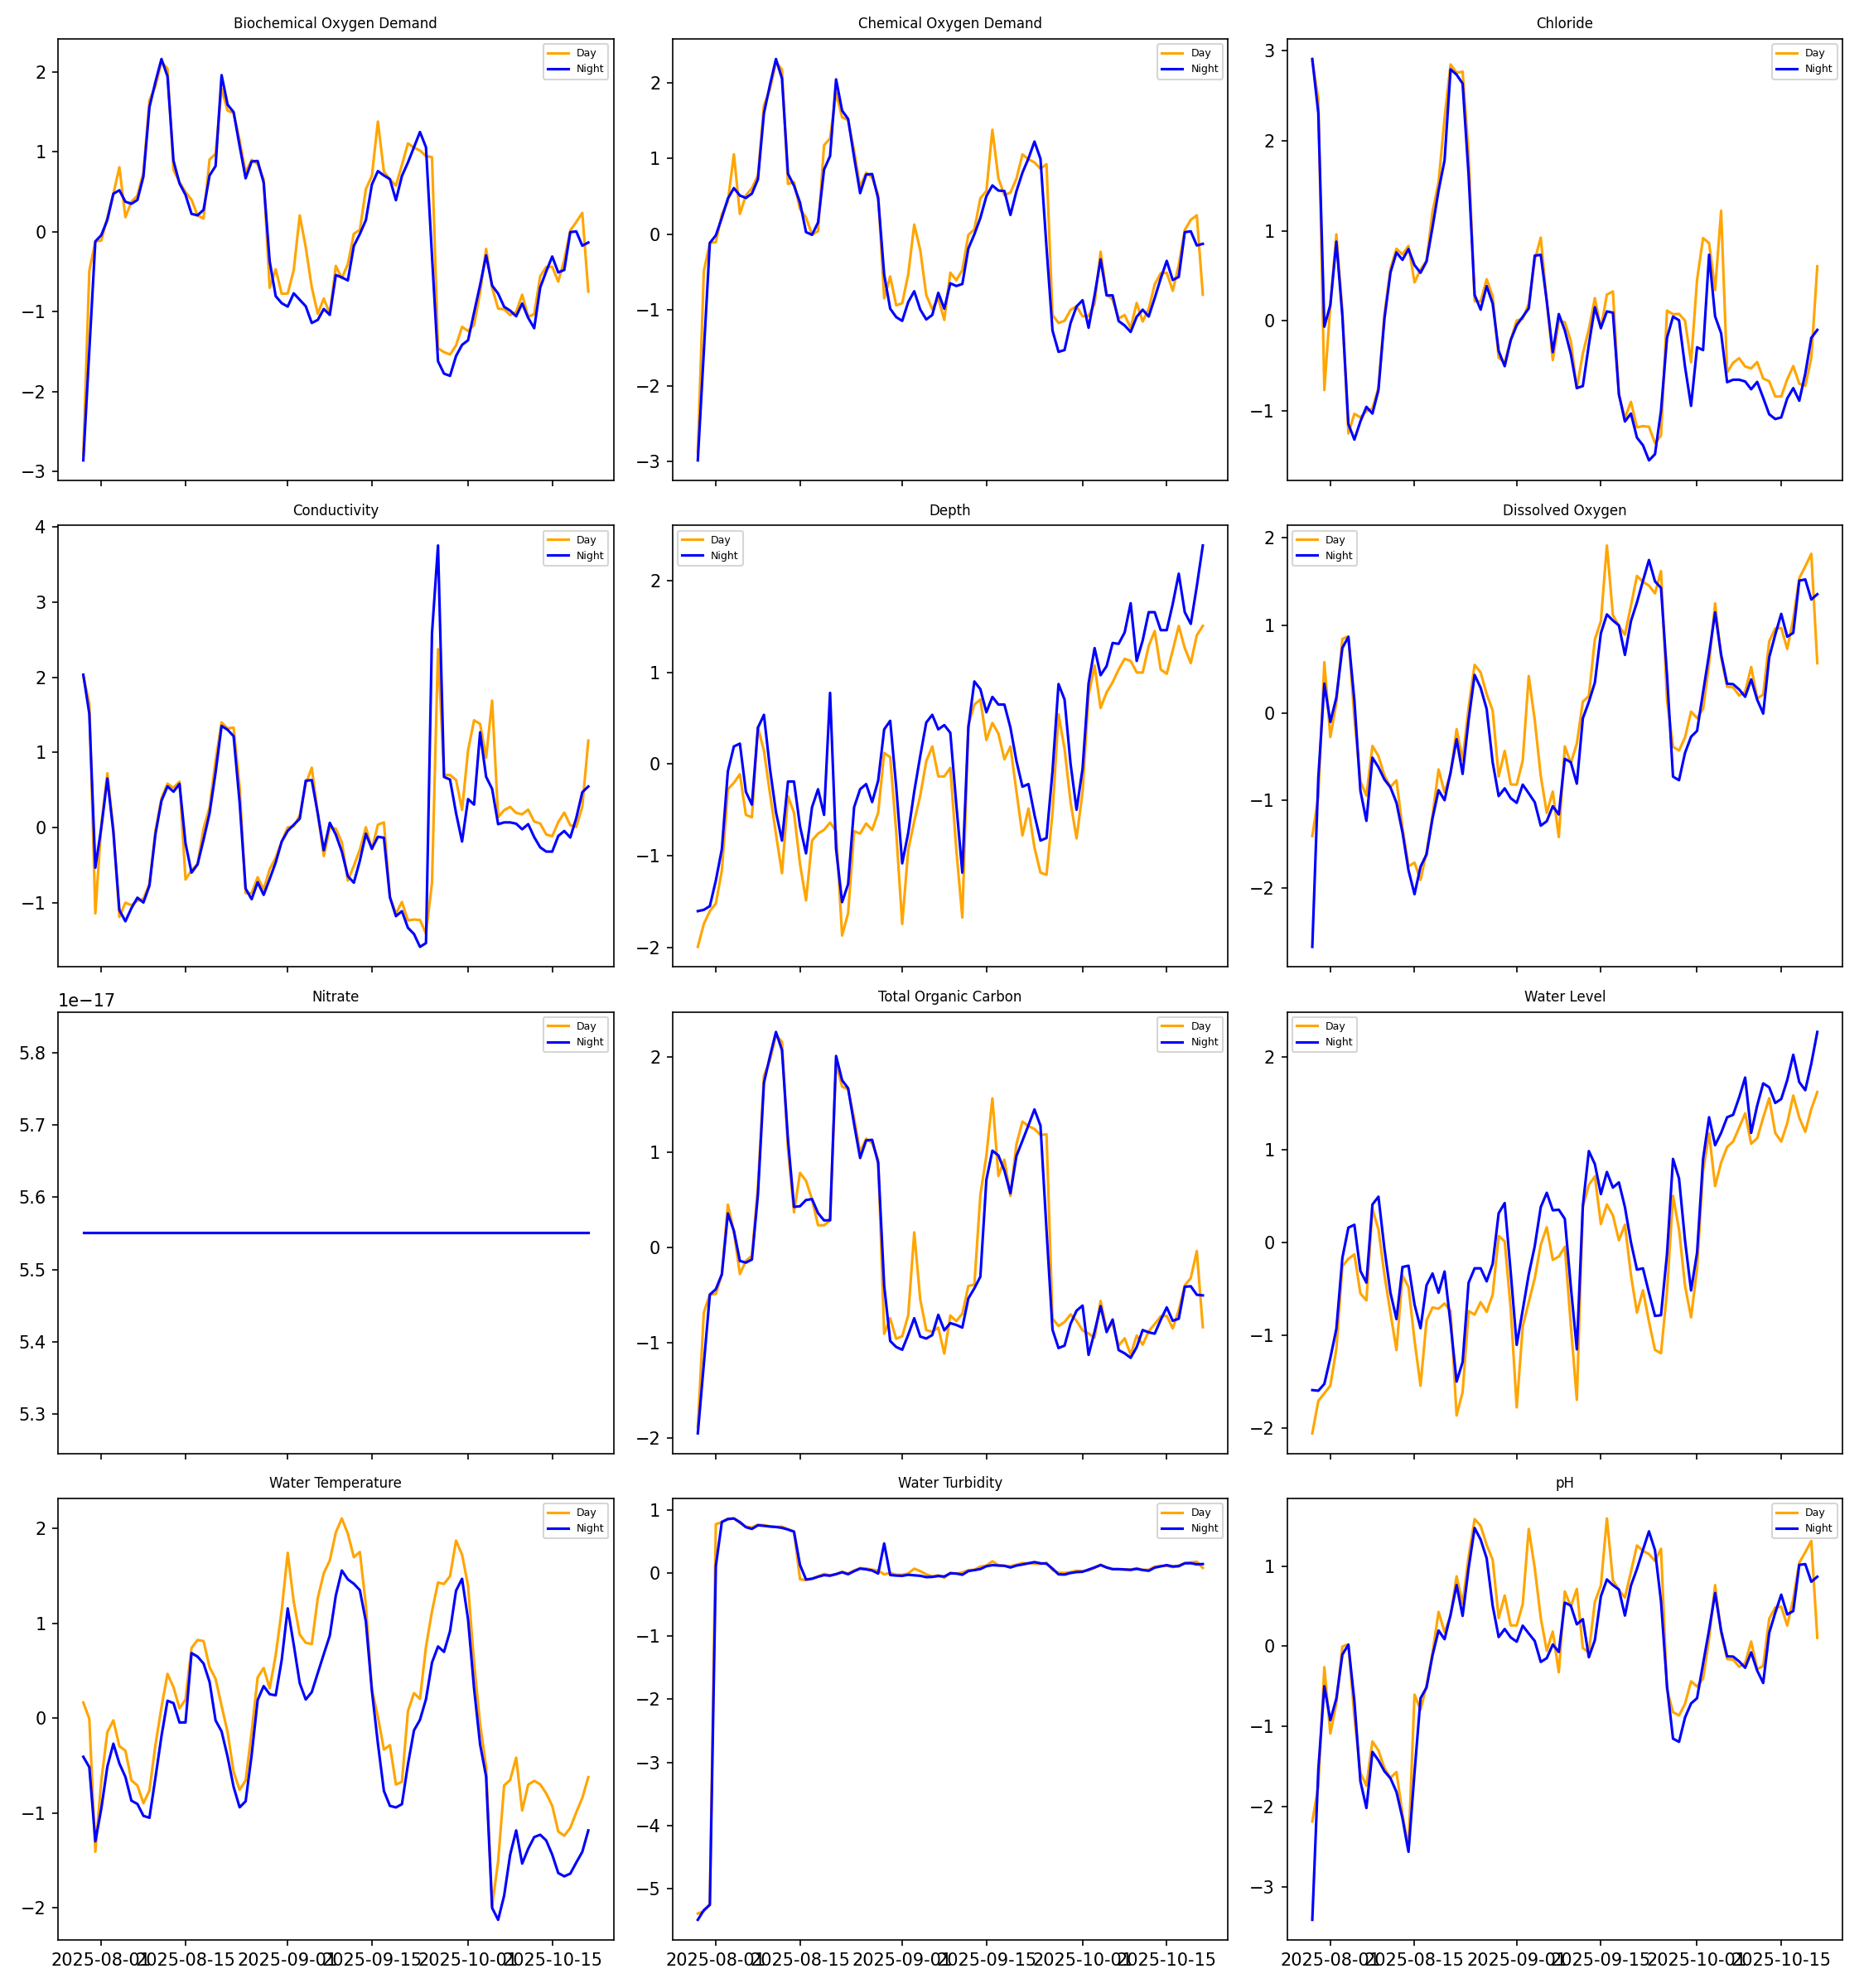 Biochemical Oxygen Demand
Day
Night
2
1
0
−1
−2
−3
Chemical Oxygen Demand
Day
Night
2
1
0
−1
−2
−3
Chloride
Day
Night
3
2
1
0
−1
Conductivity
Day
Night
4
3
2
1
0
−1
Depth
Day
Night
2
1
0
−1
−2
Dissolved Oxygen
Day
Night
2
1
0
−1
−2
Nitrate
1e−17
Day
Night
5.8
5.7
5.6
5.5
5.4
5.3
Total Organic Carbon
Day
Night
2
1
0
−1
−2
Water Level
Day
Night
2
1
0
−1
−2
Water Temperature
Day
Night
2
1
0
−1
−2
2025-08-01 2025-08-15 2025-09-01 2025-09-15 2025-10-01 2025-10-15
Water Turbidity
Day
Night
1
0
−1
−2
−3
−4
−5
2025-08-01 2025-08-15 2025-09-01 2025-09-15 2025-10-01 2025-10-15
pH
Day
Night
1
0
−1
−2
−3
2025-08-01 2025-08-15 2025-09-01 2025-09-15 2025-10-01 2025-10-15